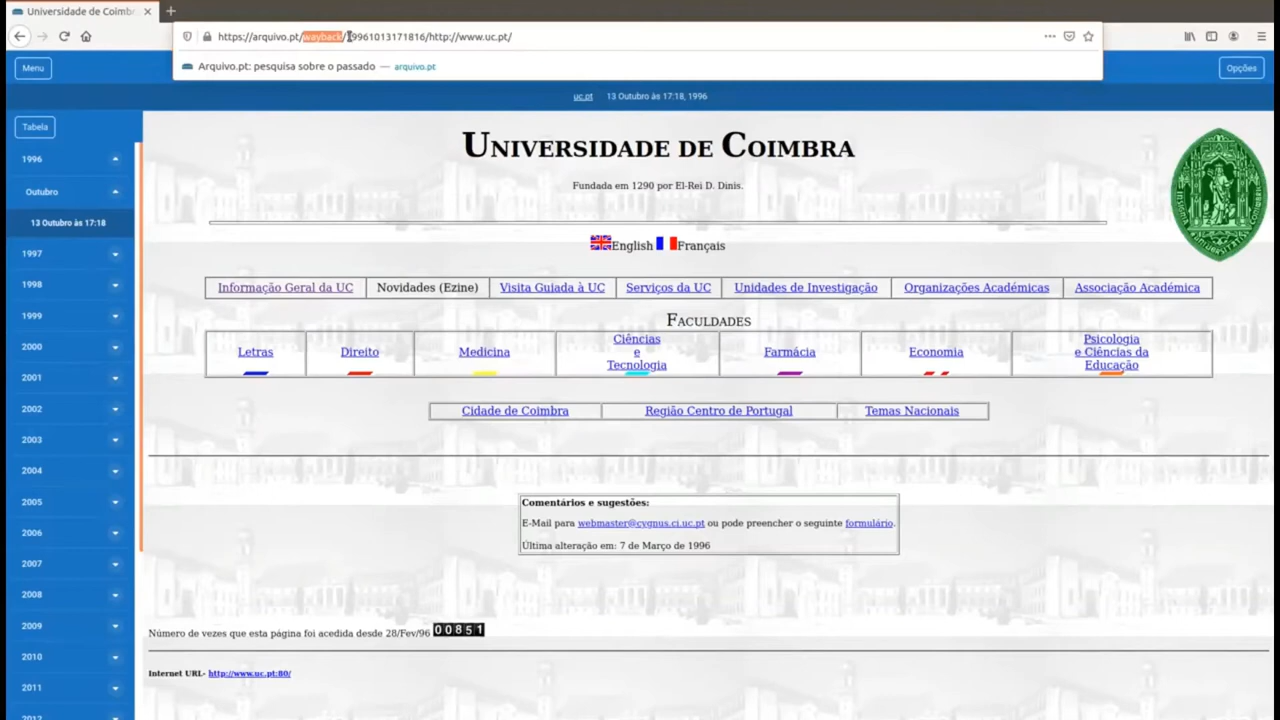 Universidade de Coimbr
https://arquivo.pt/wayback/19961013171816/http://www.uc.pt/
Arquivo.pt: pesquisa sobre o passado — arquivo.pt
Menu
Opções
uc.pt 13 Outubro às 17:18, 1996
Tabela
1996
Outubro
13 Outubro às 17:18
1997
1998
1999
2000
2001
2002
2003
2004
2005
2006
2007
2008
2009
2010
2011
2012
UNIVERSIDADE DE COIMBRA
Fundada em 1290 por El-Rei D. Dinis.
English Français
Informação Geral da UC Novidades (Ezine) Visita Guiada à UC Serviços da UC Unidades de Investigação Organizações Académicas Associação Académica
FACULDADES
Letras Direito Medicina Ciências e Tecnologia Farmácia Economia Psicologia e Ciências da Educação
Cidade de Coimbra Região Centro de Portugal Temas Nacionais
Comentários e sugestões:
E-Mail para webmaster@cygnus.ci.uc.pt ou pode preencher o seguinte formulário.
Última alteração em: 7 de Março de 1996
Número de vezes que esta página foi acedida desde 28/Fev/96 00851
Internet URL- http://www.uc.pt:80/